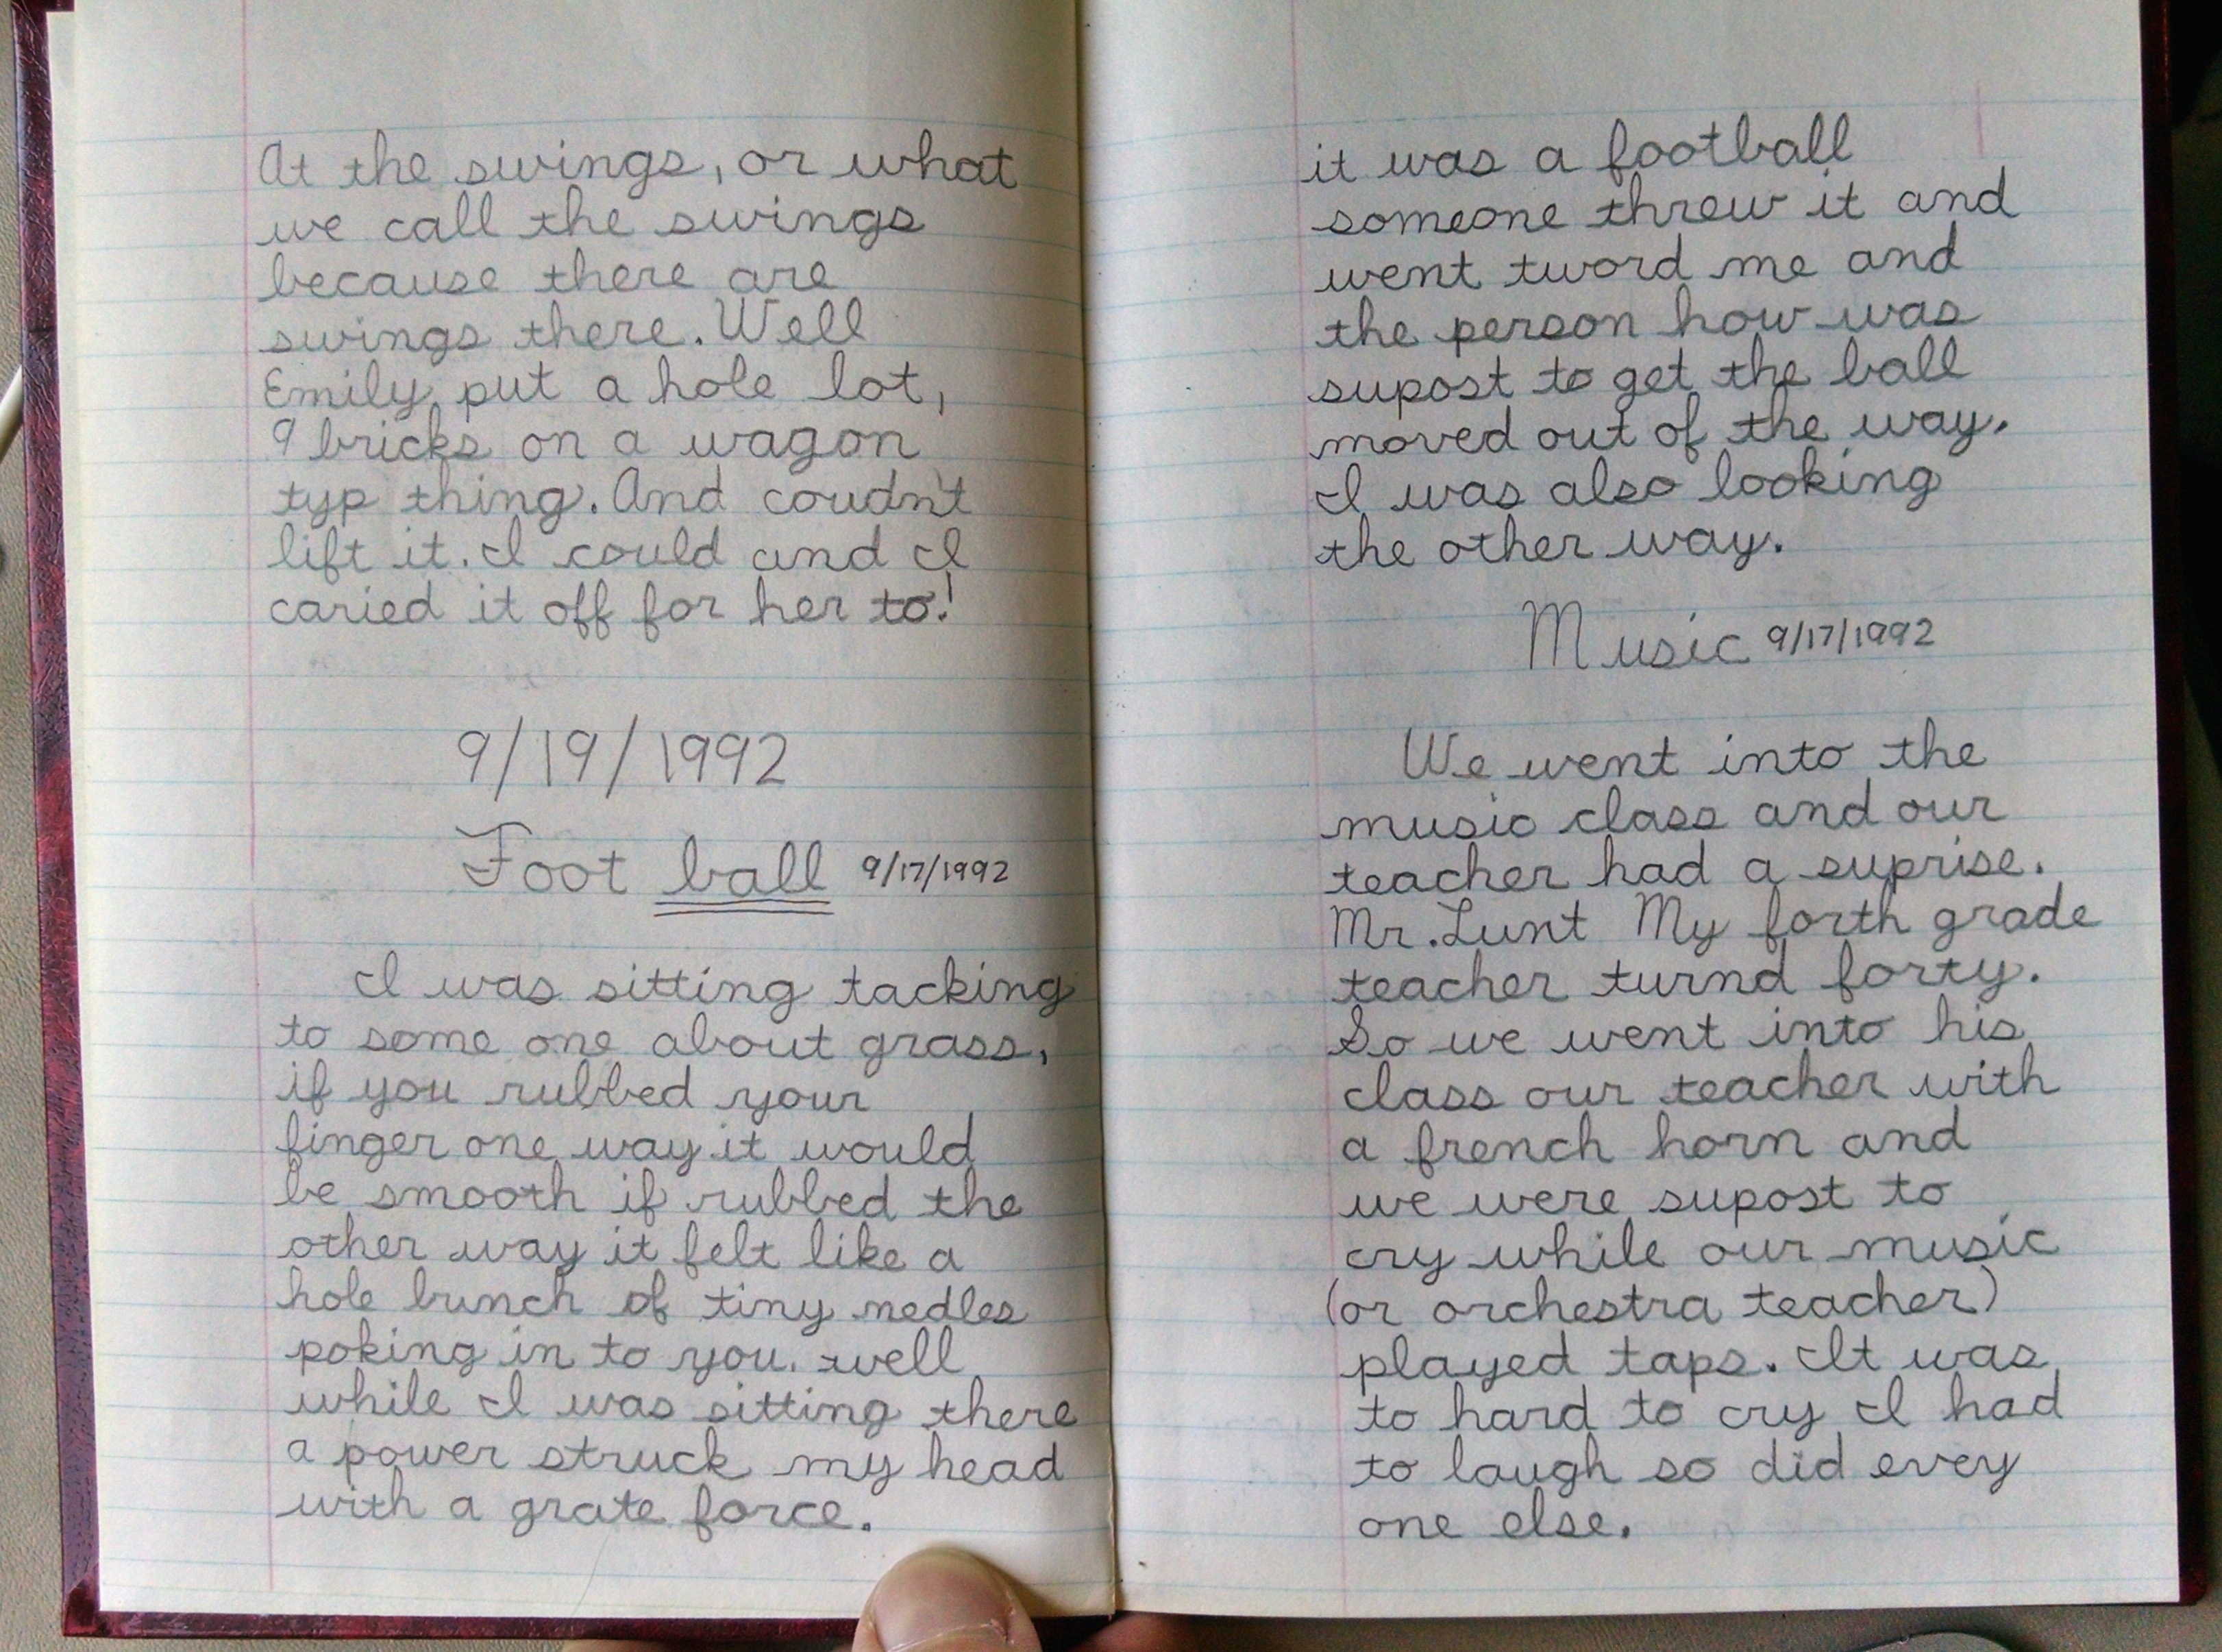 At the swings, or what
we call the swings
because there are
swings there. Well
Emily put a hole lot,
9 bricks on a wagon
typ thing. And coudn't
lift it. I could and I
caried it off for her to!
9/19/1992
Foot ball 9/17/1992
I was sitting tacking
to some one about grass,
if you rubbed your
finger one way it would
be smooth if rubbed the
other way it felt like a
hole bunch of tiny nedles
poking in to you. well
while I was sitting there
a power struck my head
with a grate force.
it was a football
someone threw it and
went tword me and
the person how was
supost to get the ball
moved out of the way.
I was also looking
the other way.
Music 9/17/1992
We went into the
music class and our
teacher had a suprise.
Mr. Lunt My forth grade
teacher turnd forty.
So we went into his
class our teacher with
a french horn and
we were supost to
cry while our music
(or orchestra teacher)
played taps. It was
to hard to cry I had
to laugh so did evey
one else.